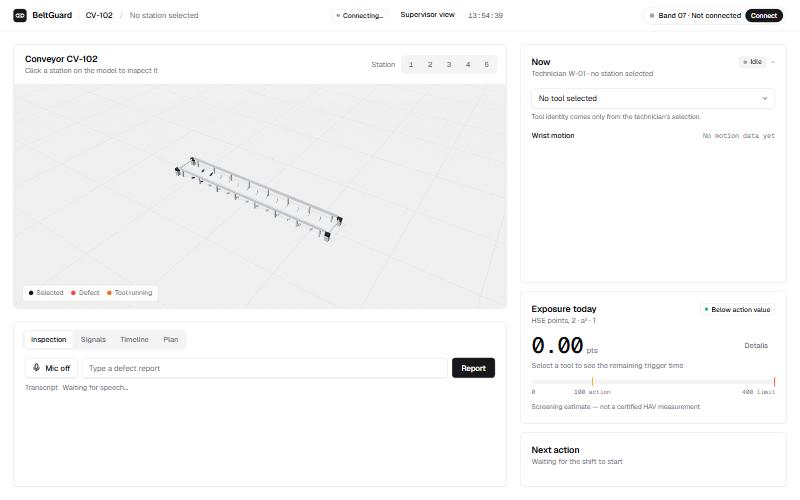 BeltGuard / CV-102 / No station selected
Connecting…
Supervisor view
13:54:39
Band 07 · Not connected
Connect
Conveyor CV-102
Click a station on the model to inspect it
Station 1 2 3 4 5
Selected Defect Tool running
Inspection Signals Timeline Plan
Mic off
Type a defect report
Report
Transcript Waiting for speech…
Now
Idle –
Technician W-01 · no station selected
No tool selected
Tool identity comes only from the technician's selection.
Wrist motion
No motion data yet
Exposure today
Below action value
HSE points, 2 · a² · T
0.00 pts
Details
Select a tool to see the remaining trigger time
0 100 action 400 limit
Screening estimate — not a certified HAV measurement
Next action
Waiting for the shift to start